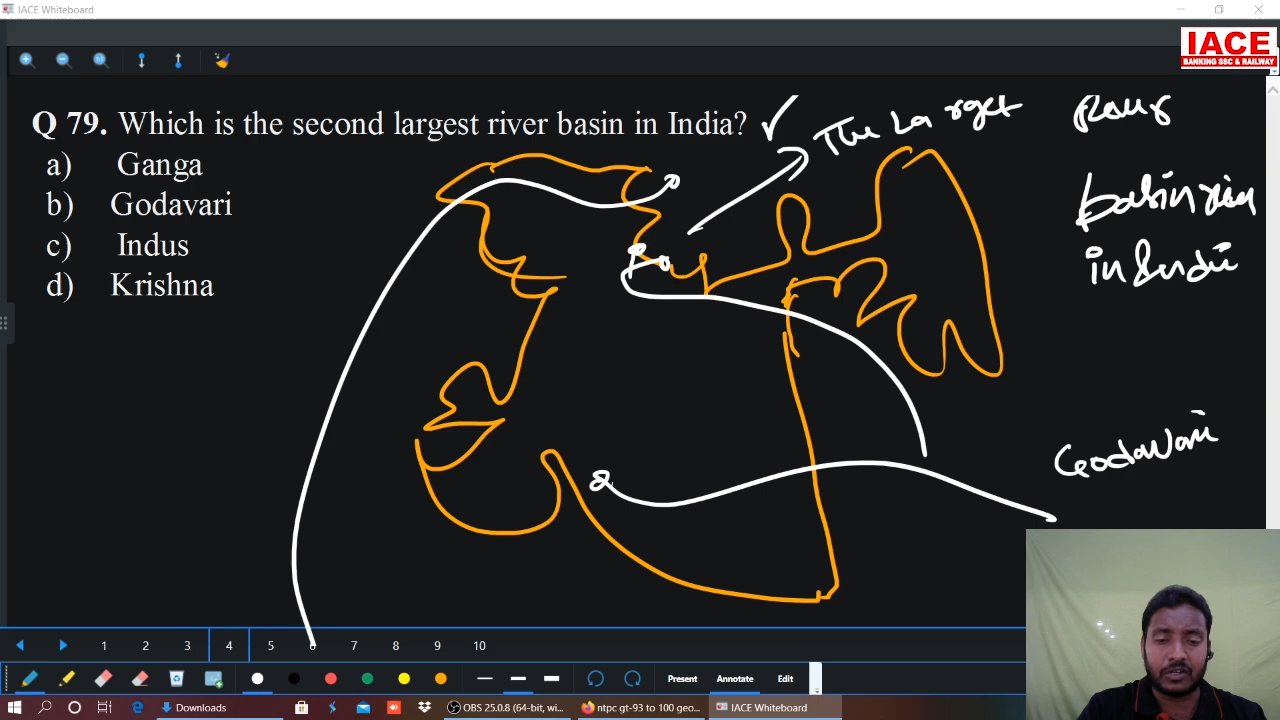 IACE Whiteboard
IACE
BANKING SSC & RAILWAY
Q 79. Which is the second largest river basin in India?
a) Ganga
b) Godavari
c) Indus
d) Krishna
The Largest
basin
in India
Godavari
1 2 3 4 5 6 7 8 9 10
Present Annotate Edit
Downloads
OBS 25.0.8 (64-bit, wi...
ntpc gt-93 to 100 geo...
IACE Whiteboard